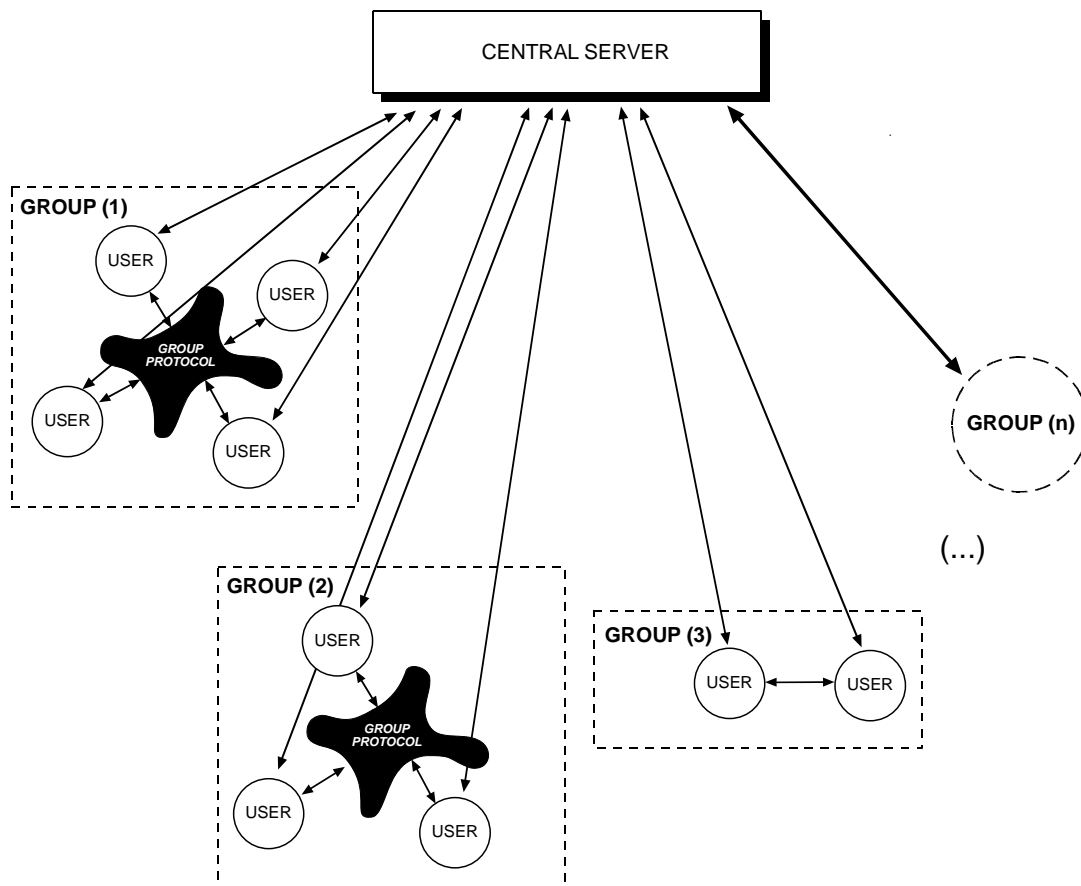 CENTRAL SERVER
GROUP (1)
USER
USER
GROUP
PROTOCOL
USER
USER
GROUP (n)
(...)
GROUP (2)
USER
GROUP
PROTOCOL
USER
USER
GROUP (3)
USER
USER